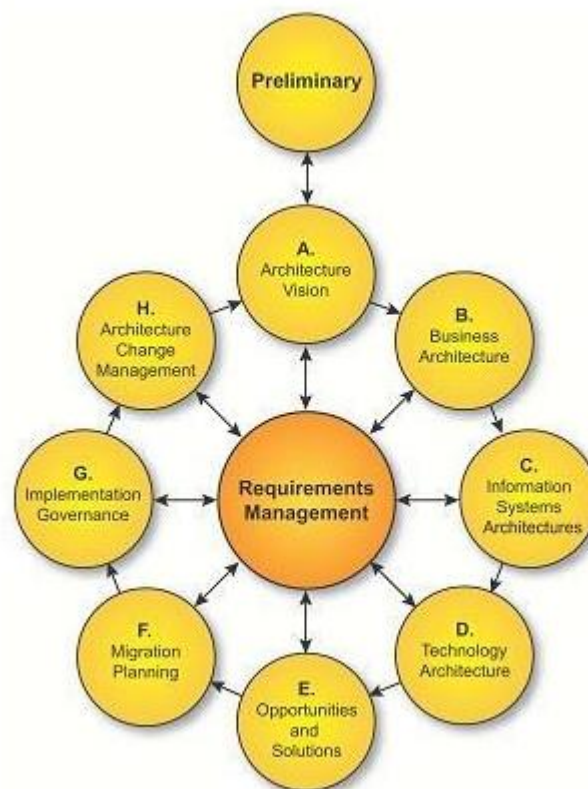 Preliminary
A.
Architecture
Vision
B.
Business
Architecture
C.
Information
Systems
Architectures
D.
Technology
Architecture
E.
Opportunities
and
Solutions
F.
Migration
Planning
G.
Implementation
Governance
H.
Architecture
Change
Management
Requirements
Management